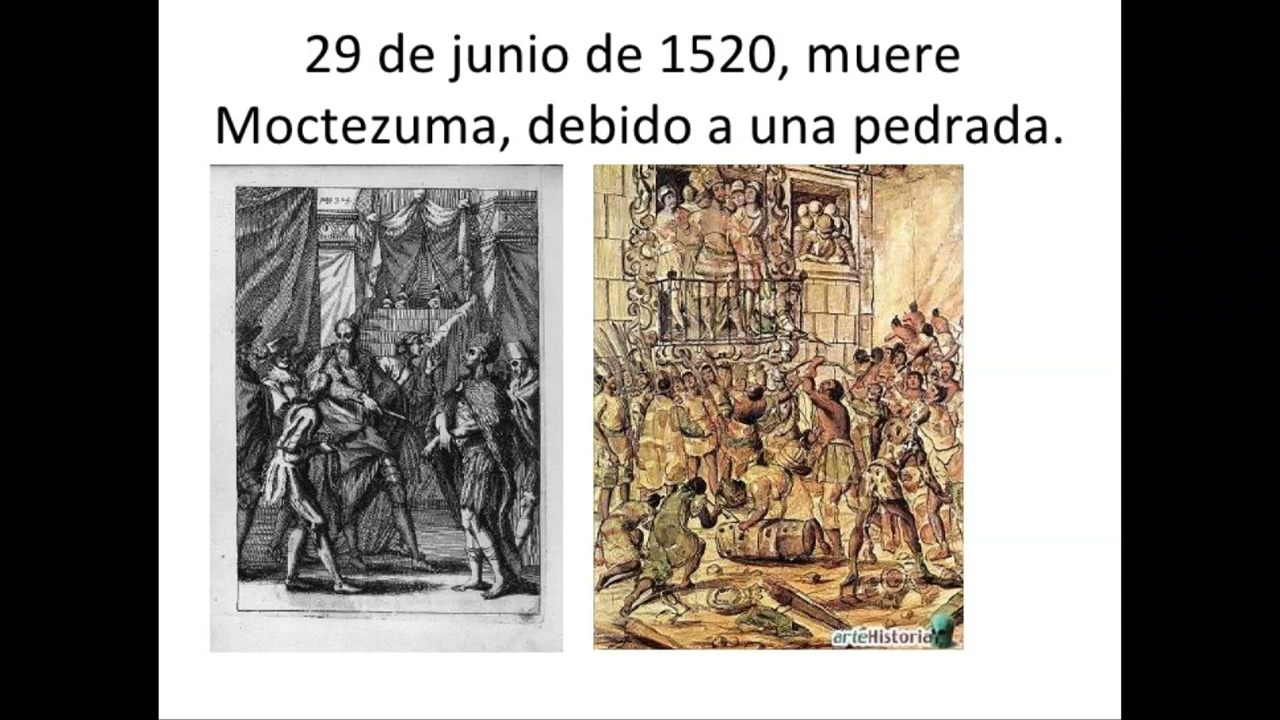 29 de junio de 1520, muere
Moctezuma, debido a una pedrada.
arteHistoria